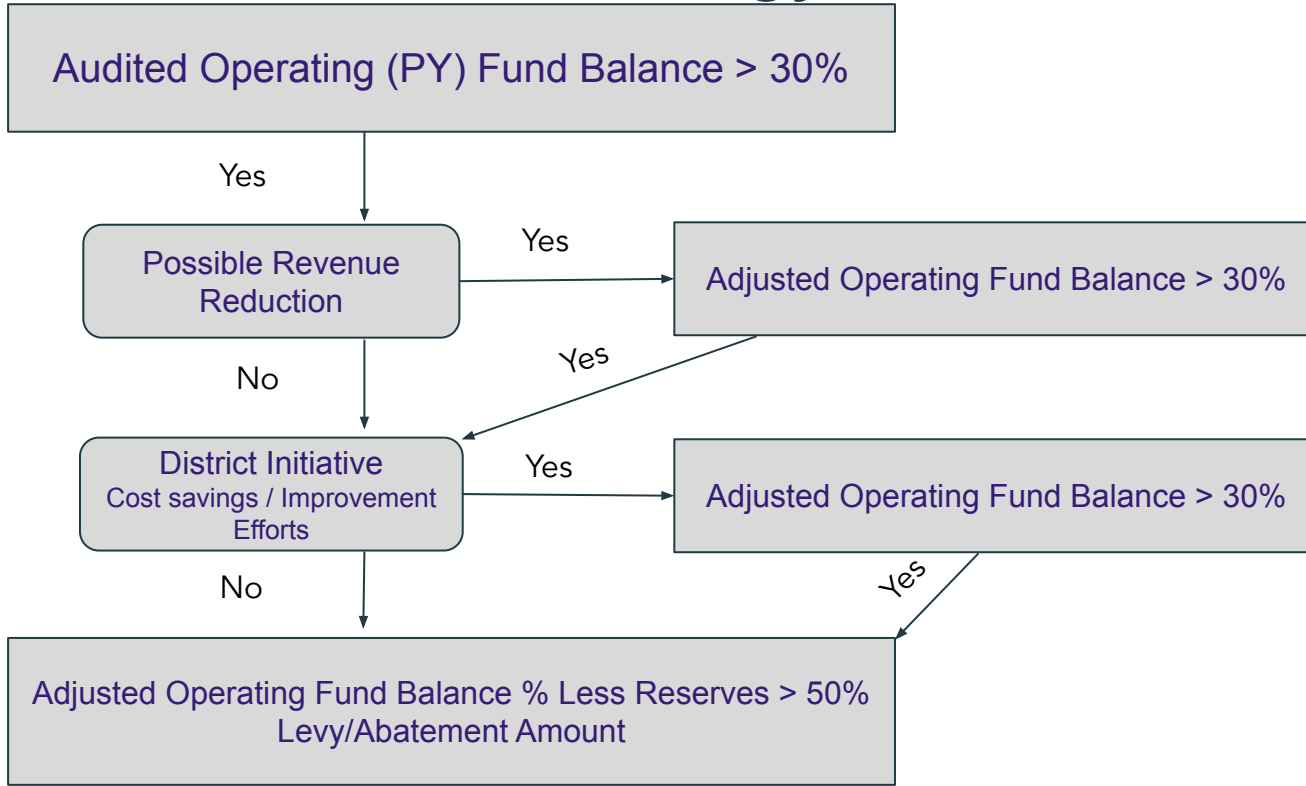 Audited Operating (PY) Fund Balance > 30%
Yes
Possible Revenue
Reduction
Yes
Adjusted Operating Fund Balance > 30%
No
Yes
District Initiative
Cost savings / Improvement
Efforts
Yes
Adjusted Operating Fund Balance > 30%
No
Yes
Adjusted Operating Fund Balance % Less Reserves > 50%
Levy/Abatement Amount